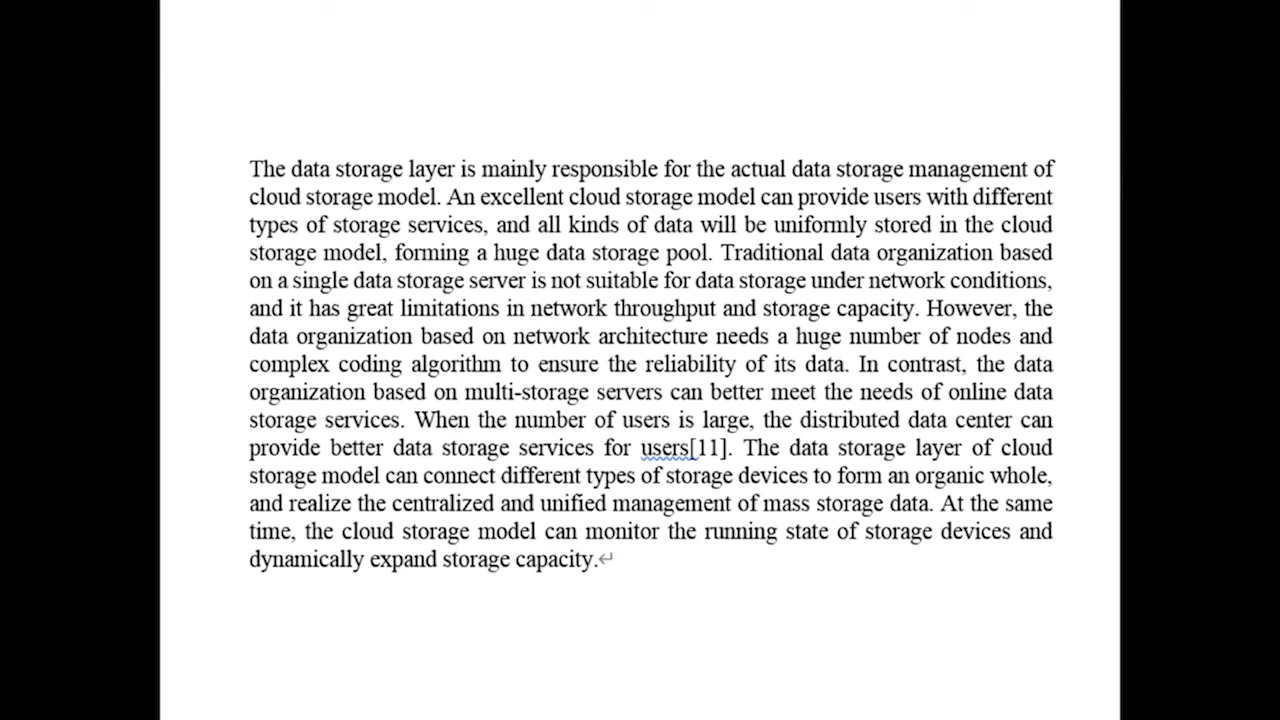 The data storage layer is mainly responsible for the actual data storage management of
cloud storage model. An excellent cloud storage model can provide users with different
types of storage services, and all kinds of data will be uniformly stored in the cloud
storage model, forming a huge data storage pool. Traditional data organization based
on a single data storage server is not suitable for data storage under network conditions,
and it has great limitations in network throughput and storage capacity. However, the
data organization based on network architecture needs a huge number of nodes and
complex coding algorithm to ensure the reliability of its data. In contrast, the data
organization based on multi-storage servers can better meet the needs of online data
storage services. When the number of users is large, the distributed data center can
provide better data storage services for users[11]. The data storage layer of cloud
storage model can connect different types of storage devices to form an organic whole,
and realize the centralized and unified management of mass storage data. At the same
time, the cloud storage model can monitor the running state of storage devices and
dynamically expand storage capacity.↵